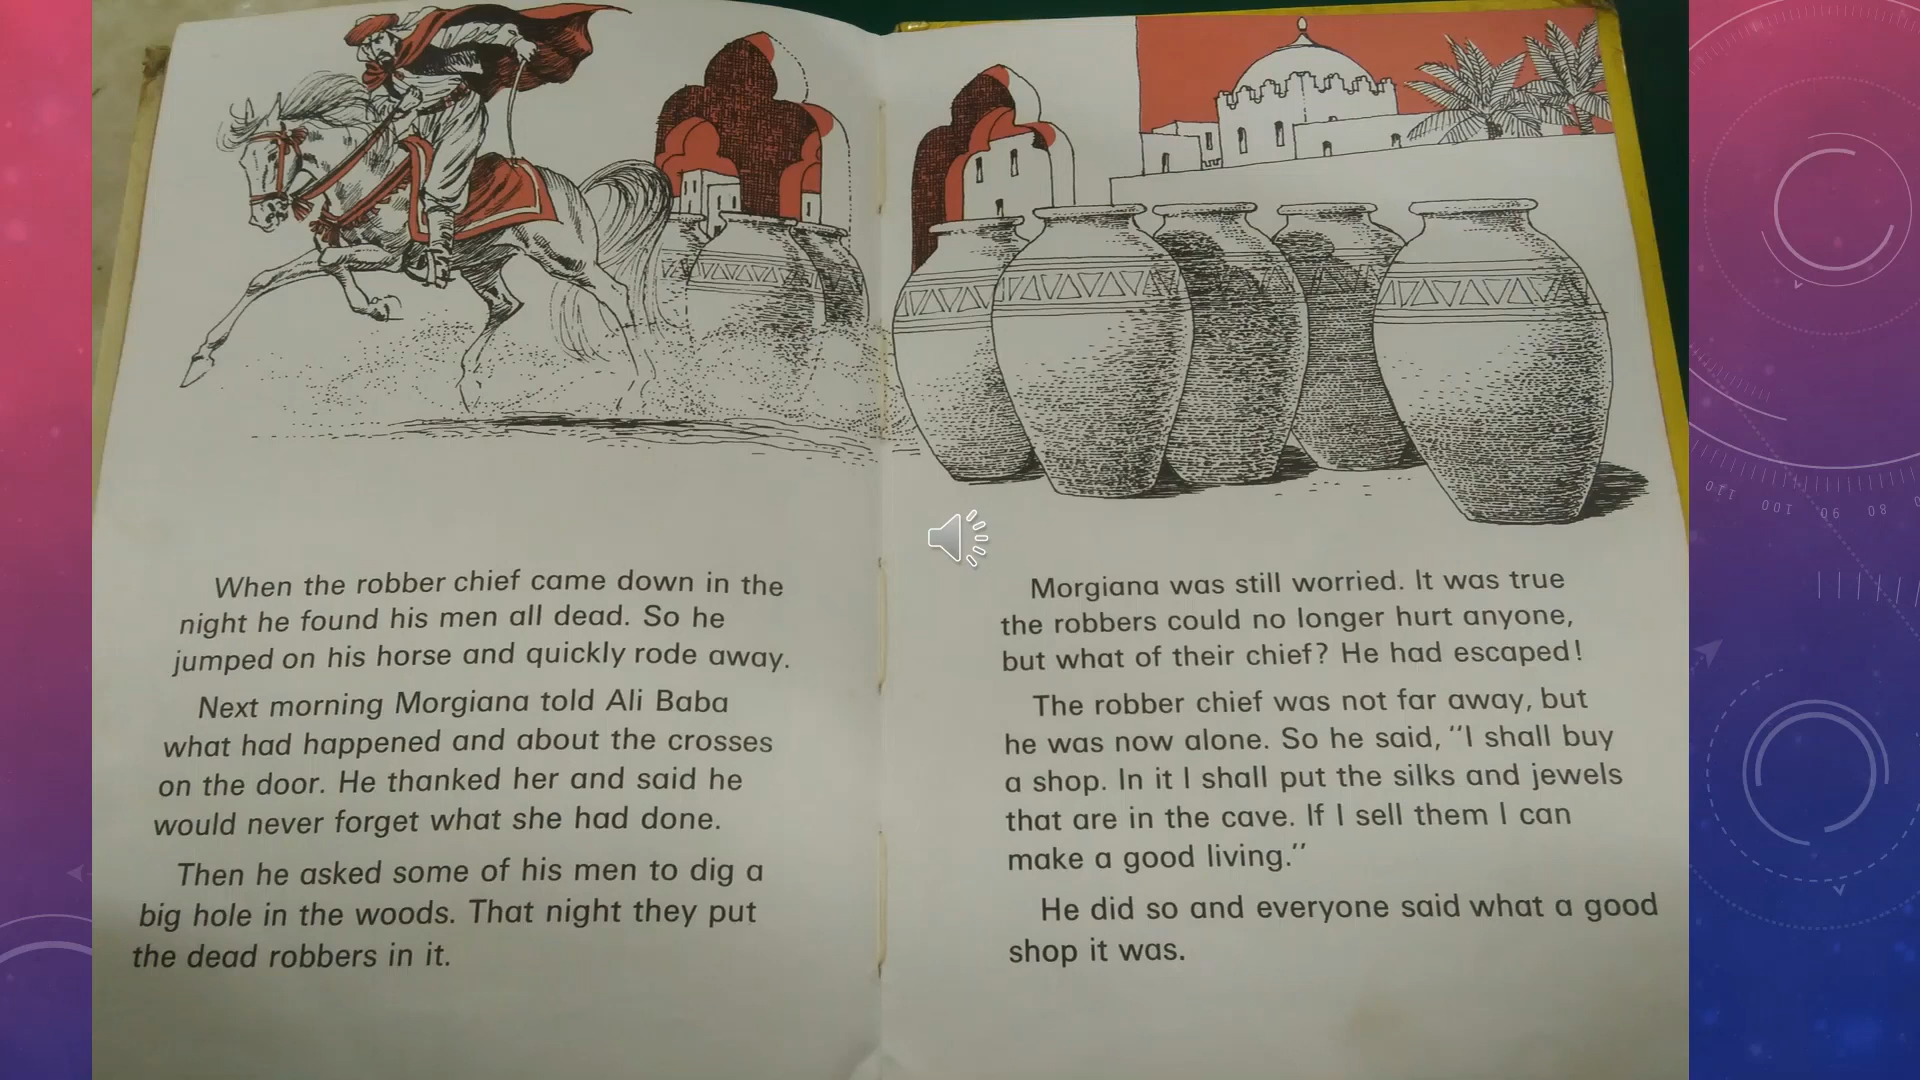 When the robber chief came down in the
night he found his men all dead. So he
jumped on his horse and quickly rode away.
Next morning Morgiana told Ali Baba
what had happened and about the crosses
on the door. He thanked her and said he
would never forget what she had done.
Then he asked some of his men to dig a
big hole in the woods. That night they put
the dead robbers in it.
Morgiana was still worried. It was true
the robbers could no longer hurt anyone,
but what of their chief? He had escaped!
The robber chief was not far away, but
he was now alone. So he said, "I shall buy
a shop. In it I shall put the silks and jewels
that are in the cave. If I sell them I can
make a good living."
He did so and everyone said what a good
shop it was.
110 100 90 80